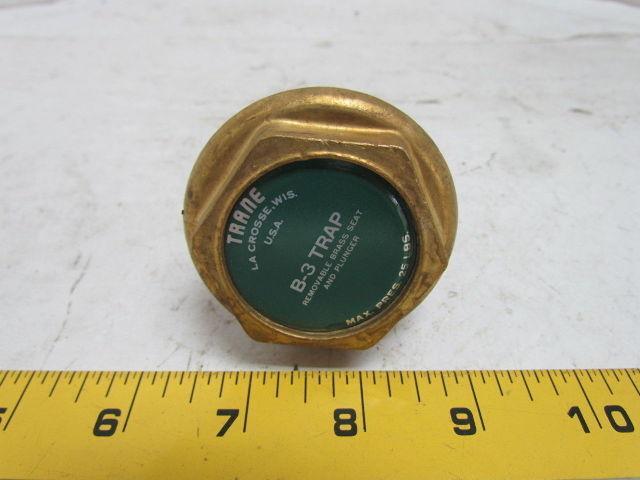 TRANE
LA CROSSE, WIS.
U.S.A.
B-3 TRAP
REMOVABLE BRASS SEAT
AND PLUNGER
MAX. PRES. 25 LBS.
5 6 7 8 9 10